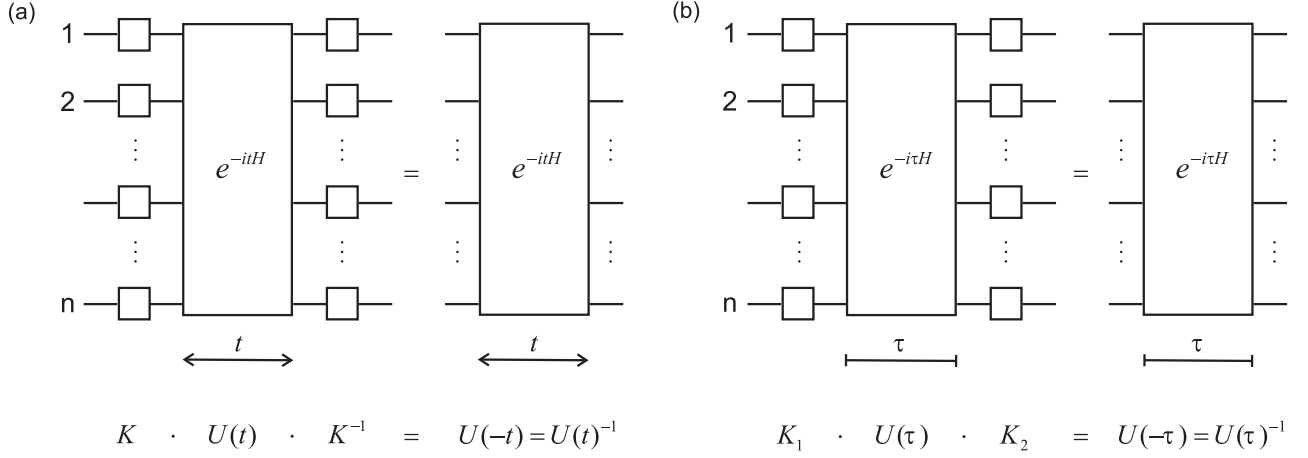 (a)
1
2
n
e^{-itH} = e^{-itH}
t t
K · U(t) · K^{-1} = U(-t) = U(t)^{-1}
(b)
1
2
n
e^{-iτH} = e^{-iτH}
τ τ
K_1 · U(τ) · K_2 = U(-τ) = U(τ)^{-1}